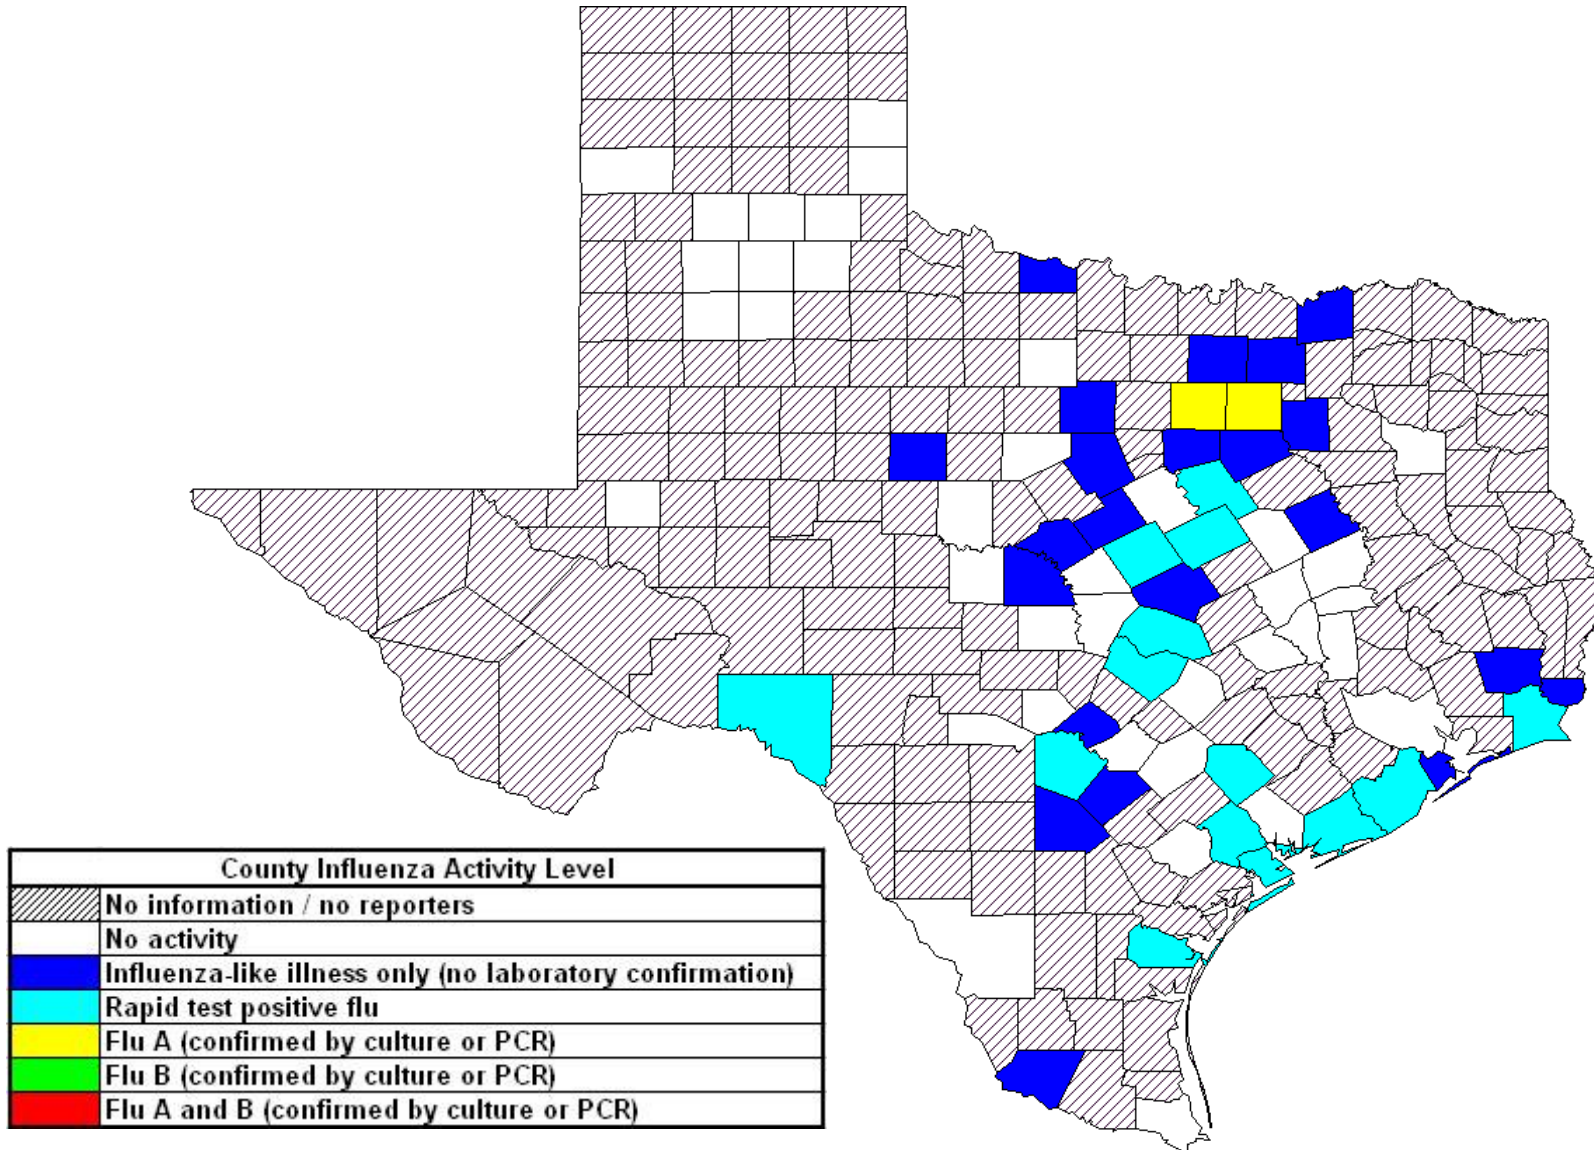 County Influenza Activity Level
No information / no reporters
No activity
Influenza-like illness only (no laboratory confirmation)
Rapid test positive flu
Flu A (confirmed by culture or PCR)
Flu B (confirmed by culture or PCR)
Flu A and B (confirmed by culture or PCR)